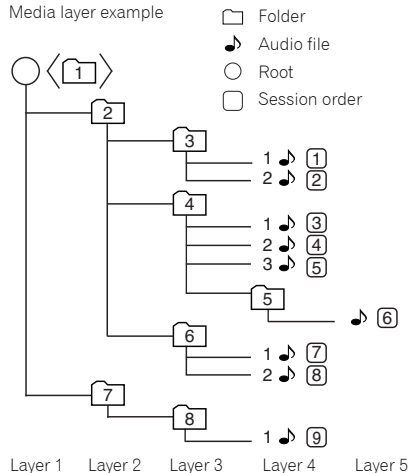 Media layer example
Folder
Audio file
Root
Session order
1
2
3
1 1
2 2
4
1 3
2 4
3 5
5
6
6
1 7
2 8
7
8
1 9
Layer 1 Layer 2 Layer 3 Layer 4 Layer 5